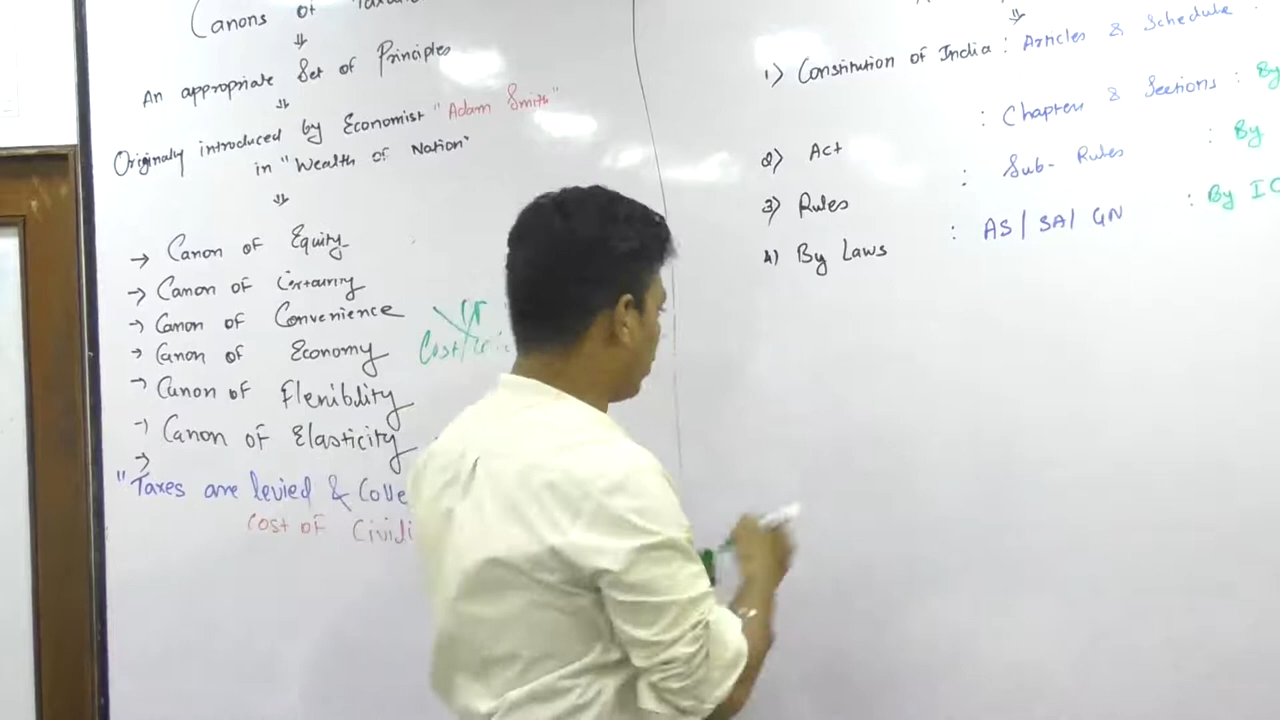 Canons of
An appropriate Set of Principles
Originally introduced by Economist "Adam Smith"
in "Wealth of Nation"
→ Canon of Equity
→ Canon of Certainty
→ Canon of Convenience
→ Canon of Economy
→ Canon of Flexibility
→ Canon of Elasticity
→
"Taxes are levied & Colle
Cost of Civili
Cost/
1) Constitution of India : Articles & Schedule :
2) Act : Chapters & Sections : By
3) Rules : Sub-Rules : By
4) By Laws : AS / SA / GN : By IC